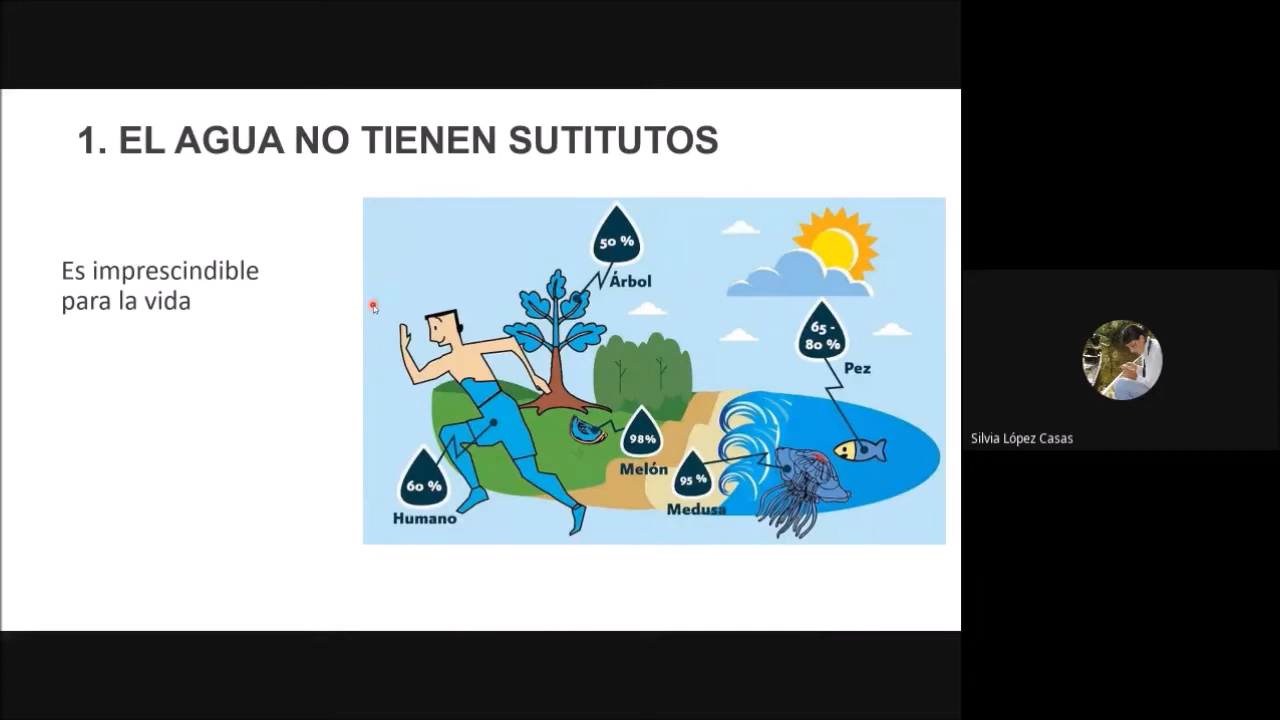 1. EL AGUA NO TIENEN SUTITUTOS
Es imprescindible
para la vida
50 %
Árbol
65 -
80 %
Pez
98%
Melón
95 %
Medusa
60 %
Humano
Silvia López Casas